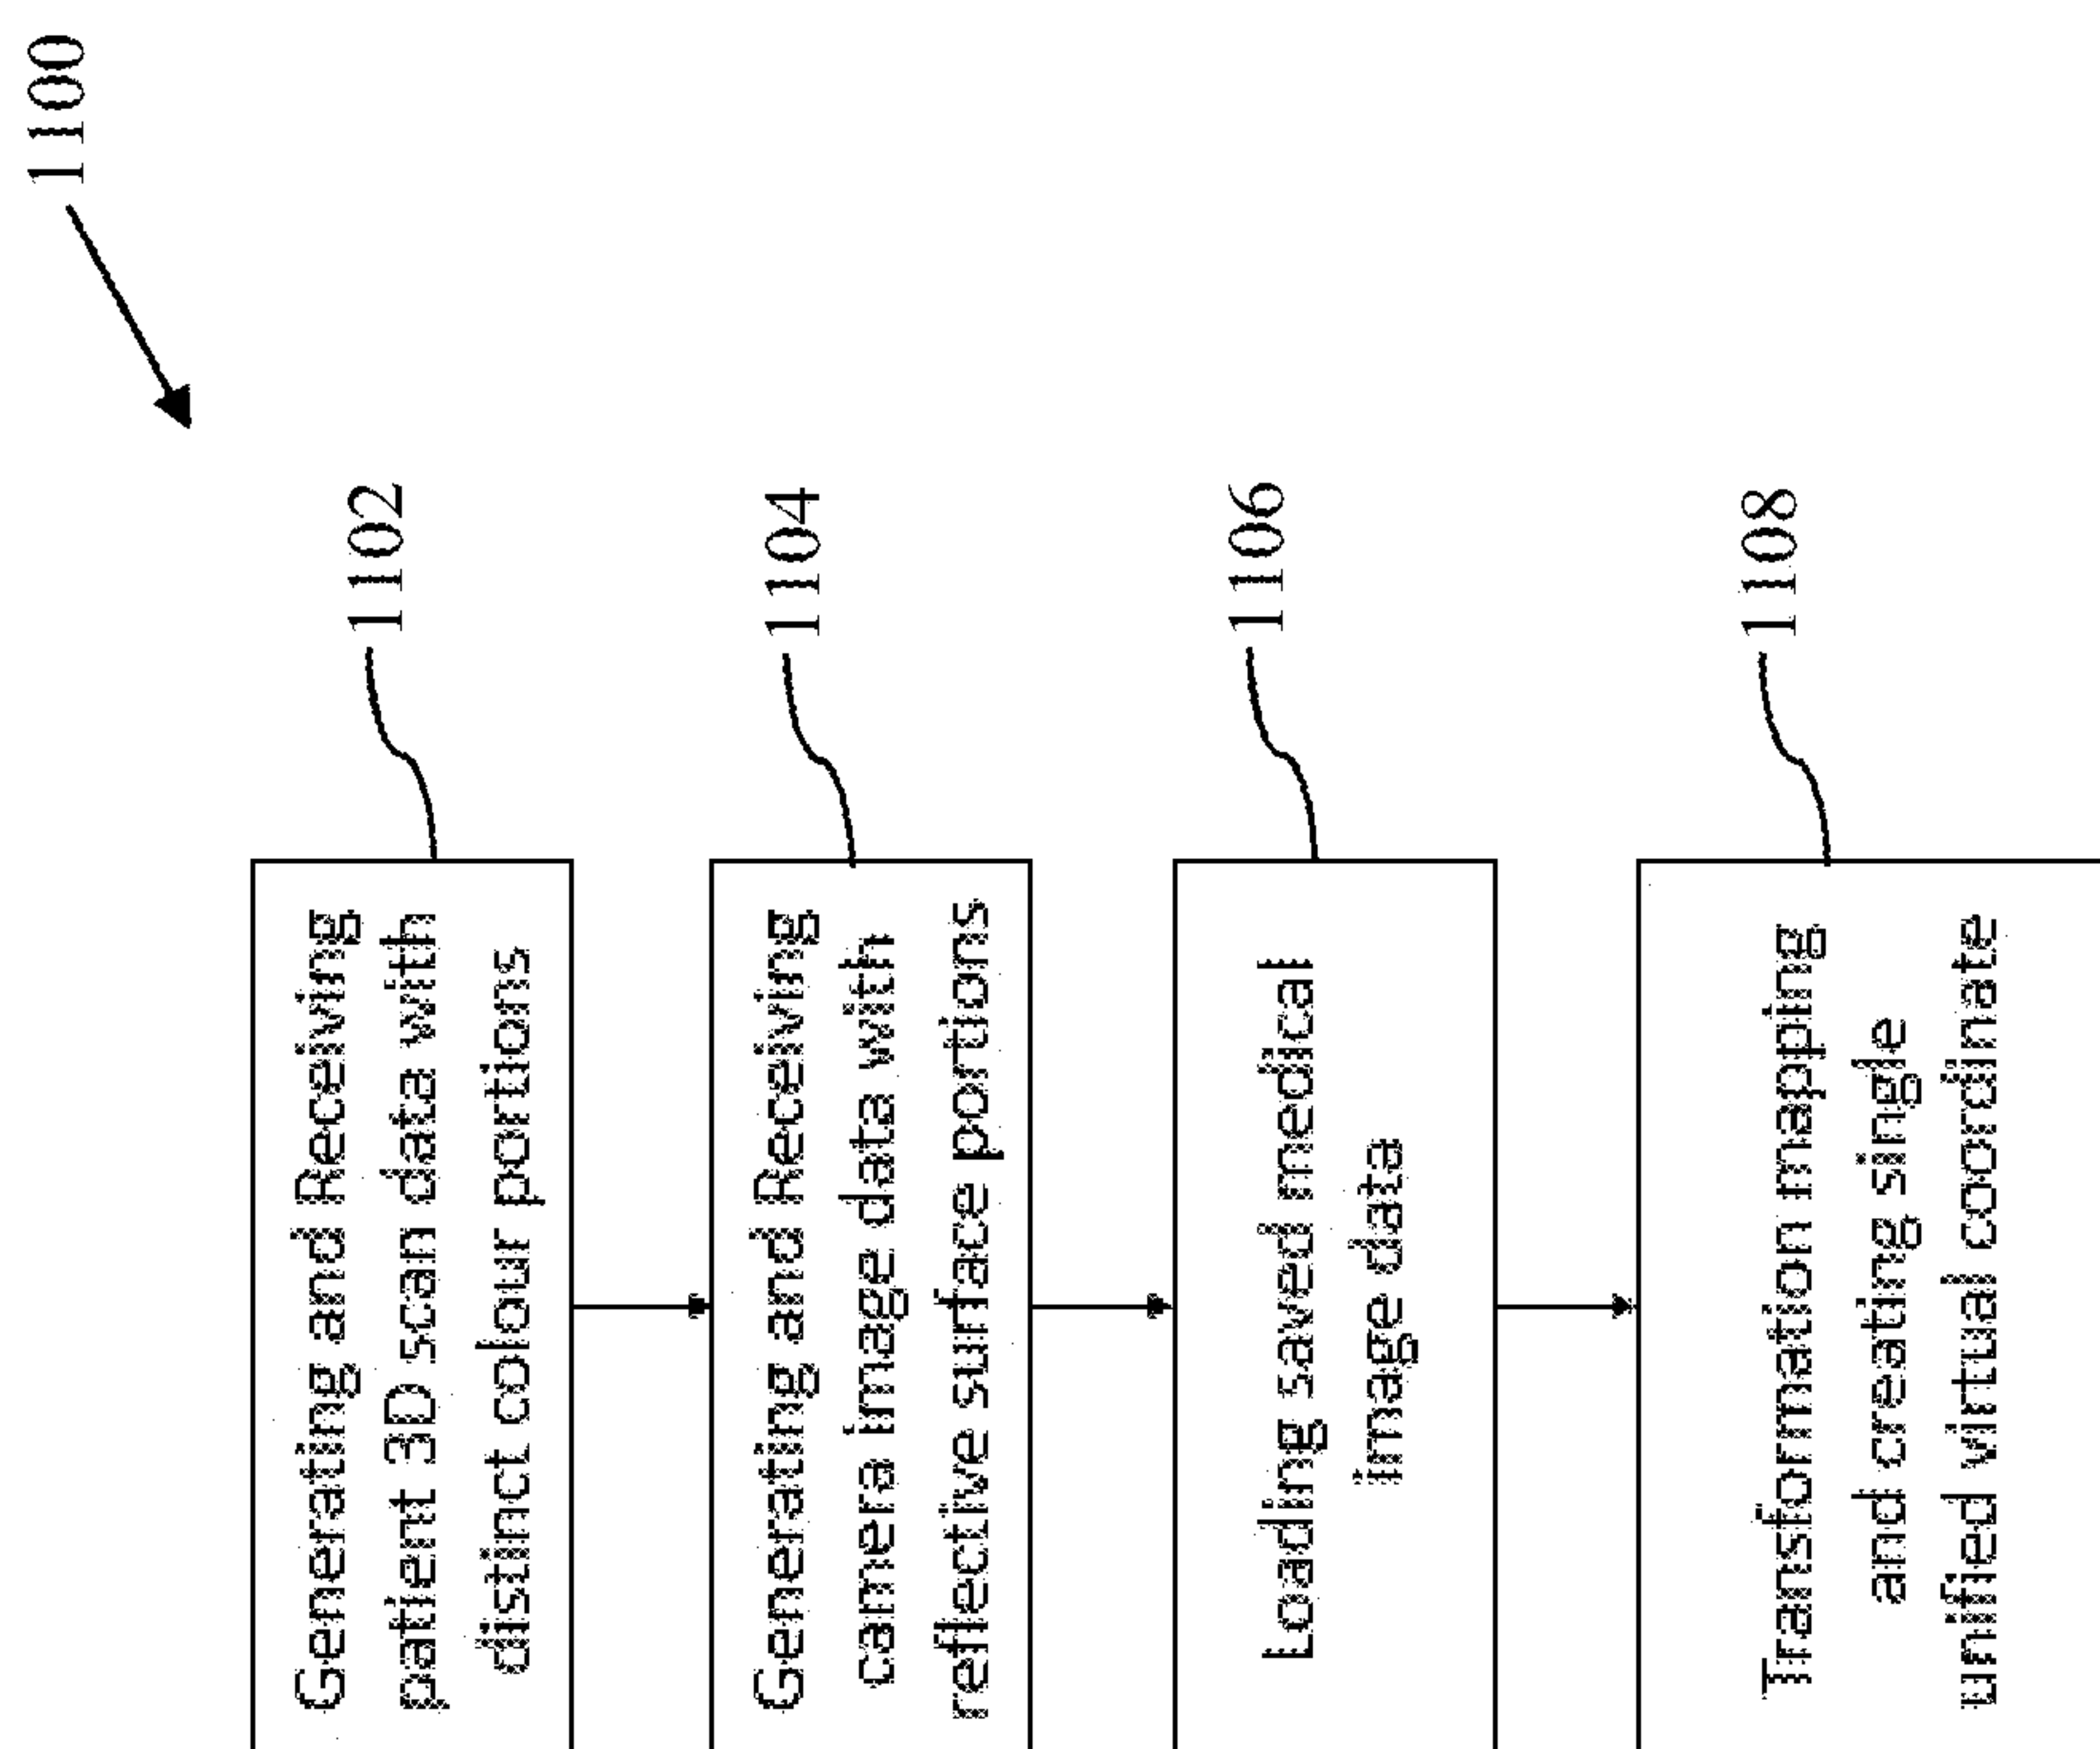 1100
1102
Generating and Receiving
patient 3D scan data with
distinct colour portions
1104
Generating and Receiving
camera image data with
reflective surface portions
1106
Loading saved medical
image data
1108
Transformation mapping
and creating single
unified virtual coordinate